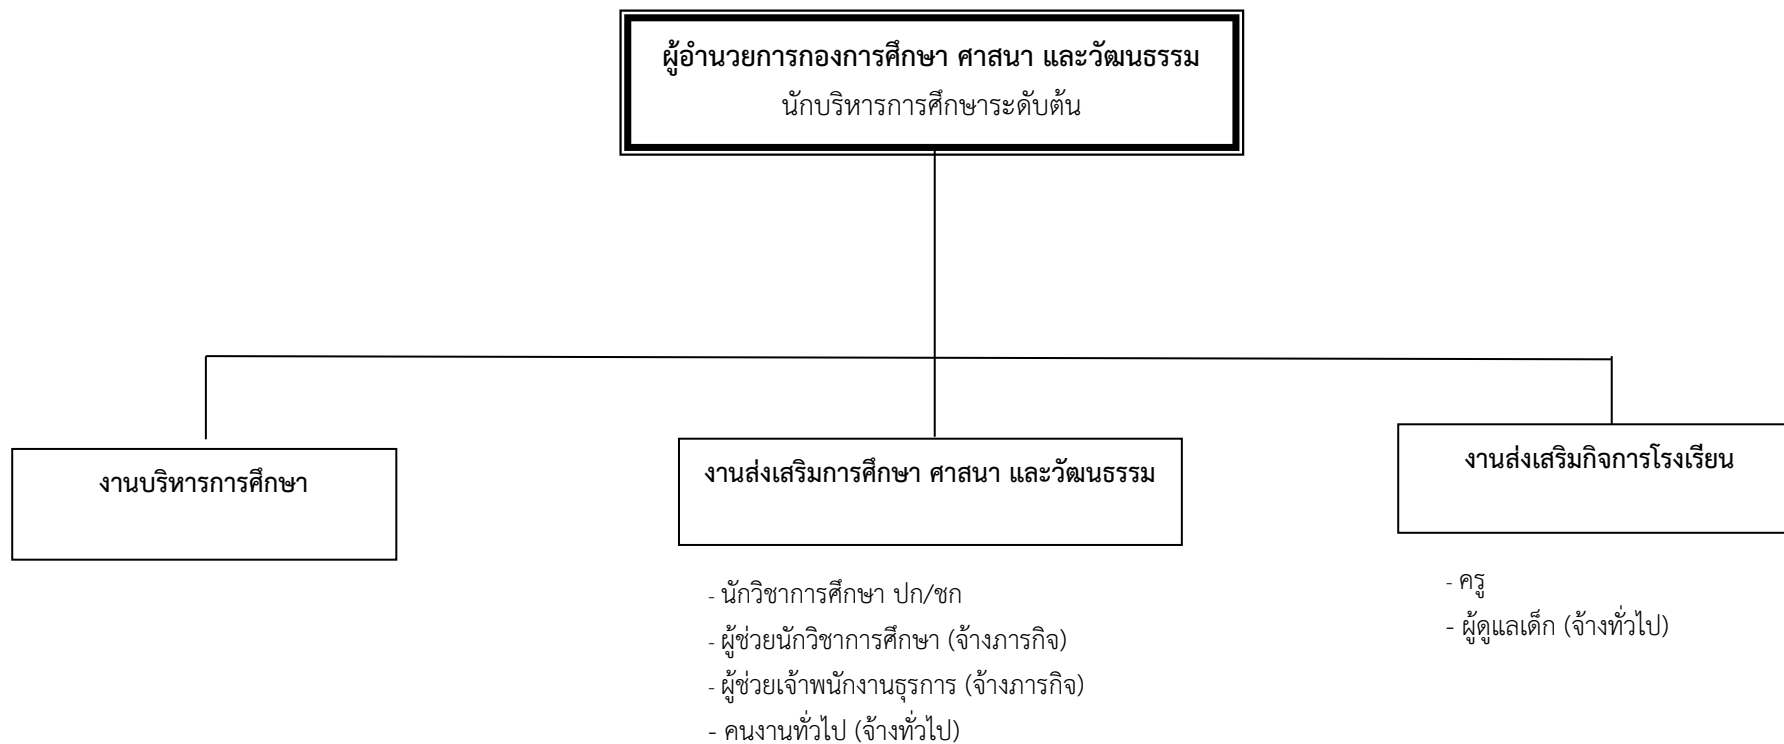 ผู้อำนวยการกองการศึกษา ศาสนา และวัฒนธรรม
นักบริหารการศึกษาระดับต้น
งานบริหารการศึกษา
งานส่งเสริมการศึกษา ศาสนา และวัฒนธรรม
- นักวิชาการศึกษา ปก/ชก
- ผู้ช่วยนักวิชาการศึกษา (จ้างภารกิจ)
- ผู้ช่วยเจ้าพนักงานธุรการ (จ้างภารกิจ)
- คนงานทั่วไป (จ้างทั่วไป)
งานส่งเสริมกิจการโรงเรียน
- ครู
- ผู้ดูแลเด็ก (จ้างทั่วไป)